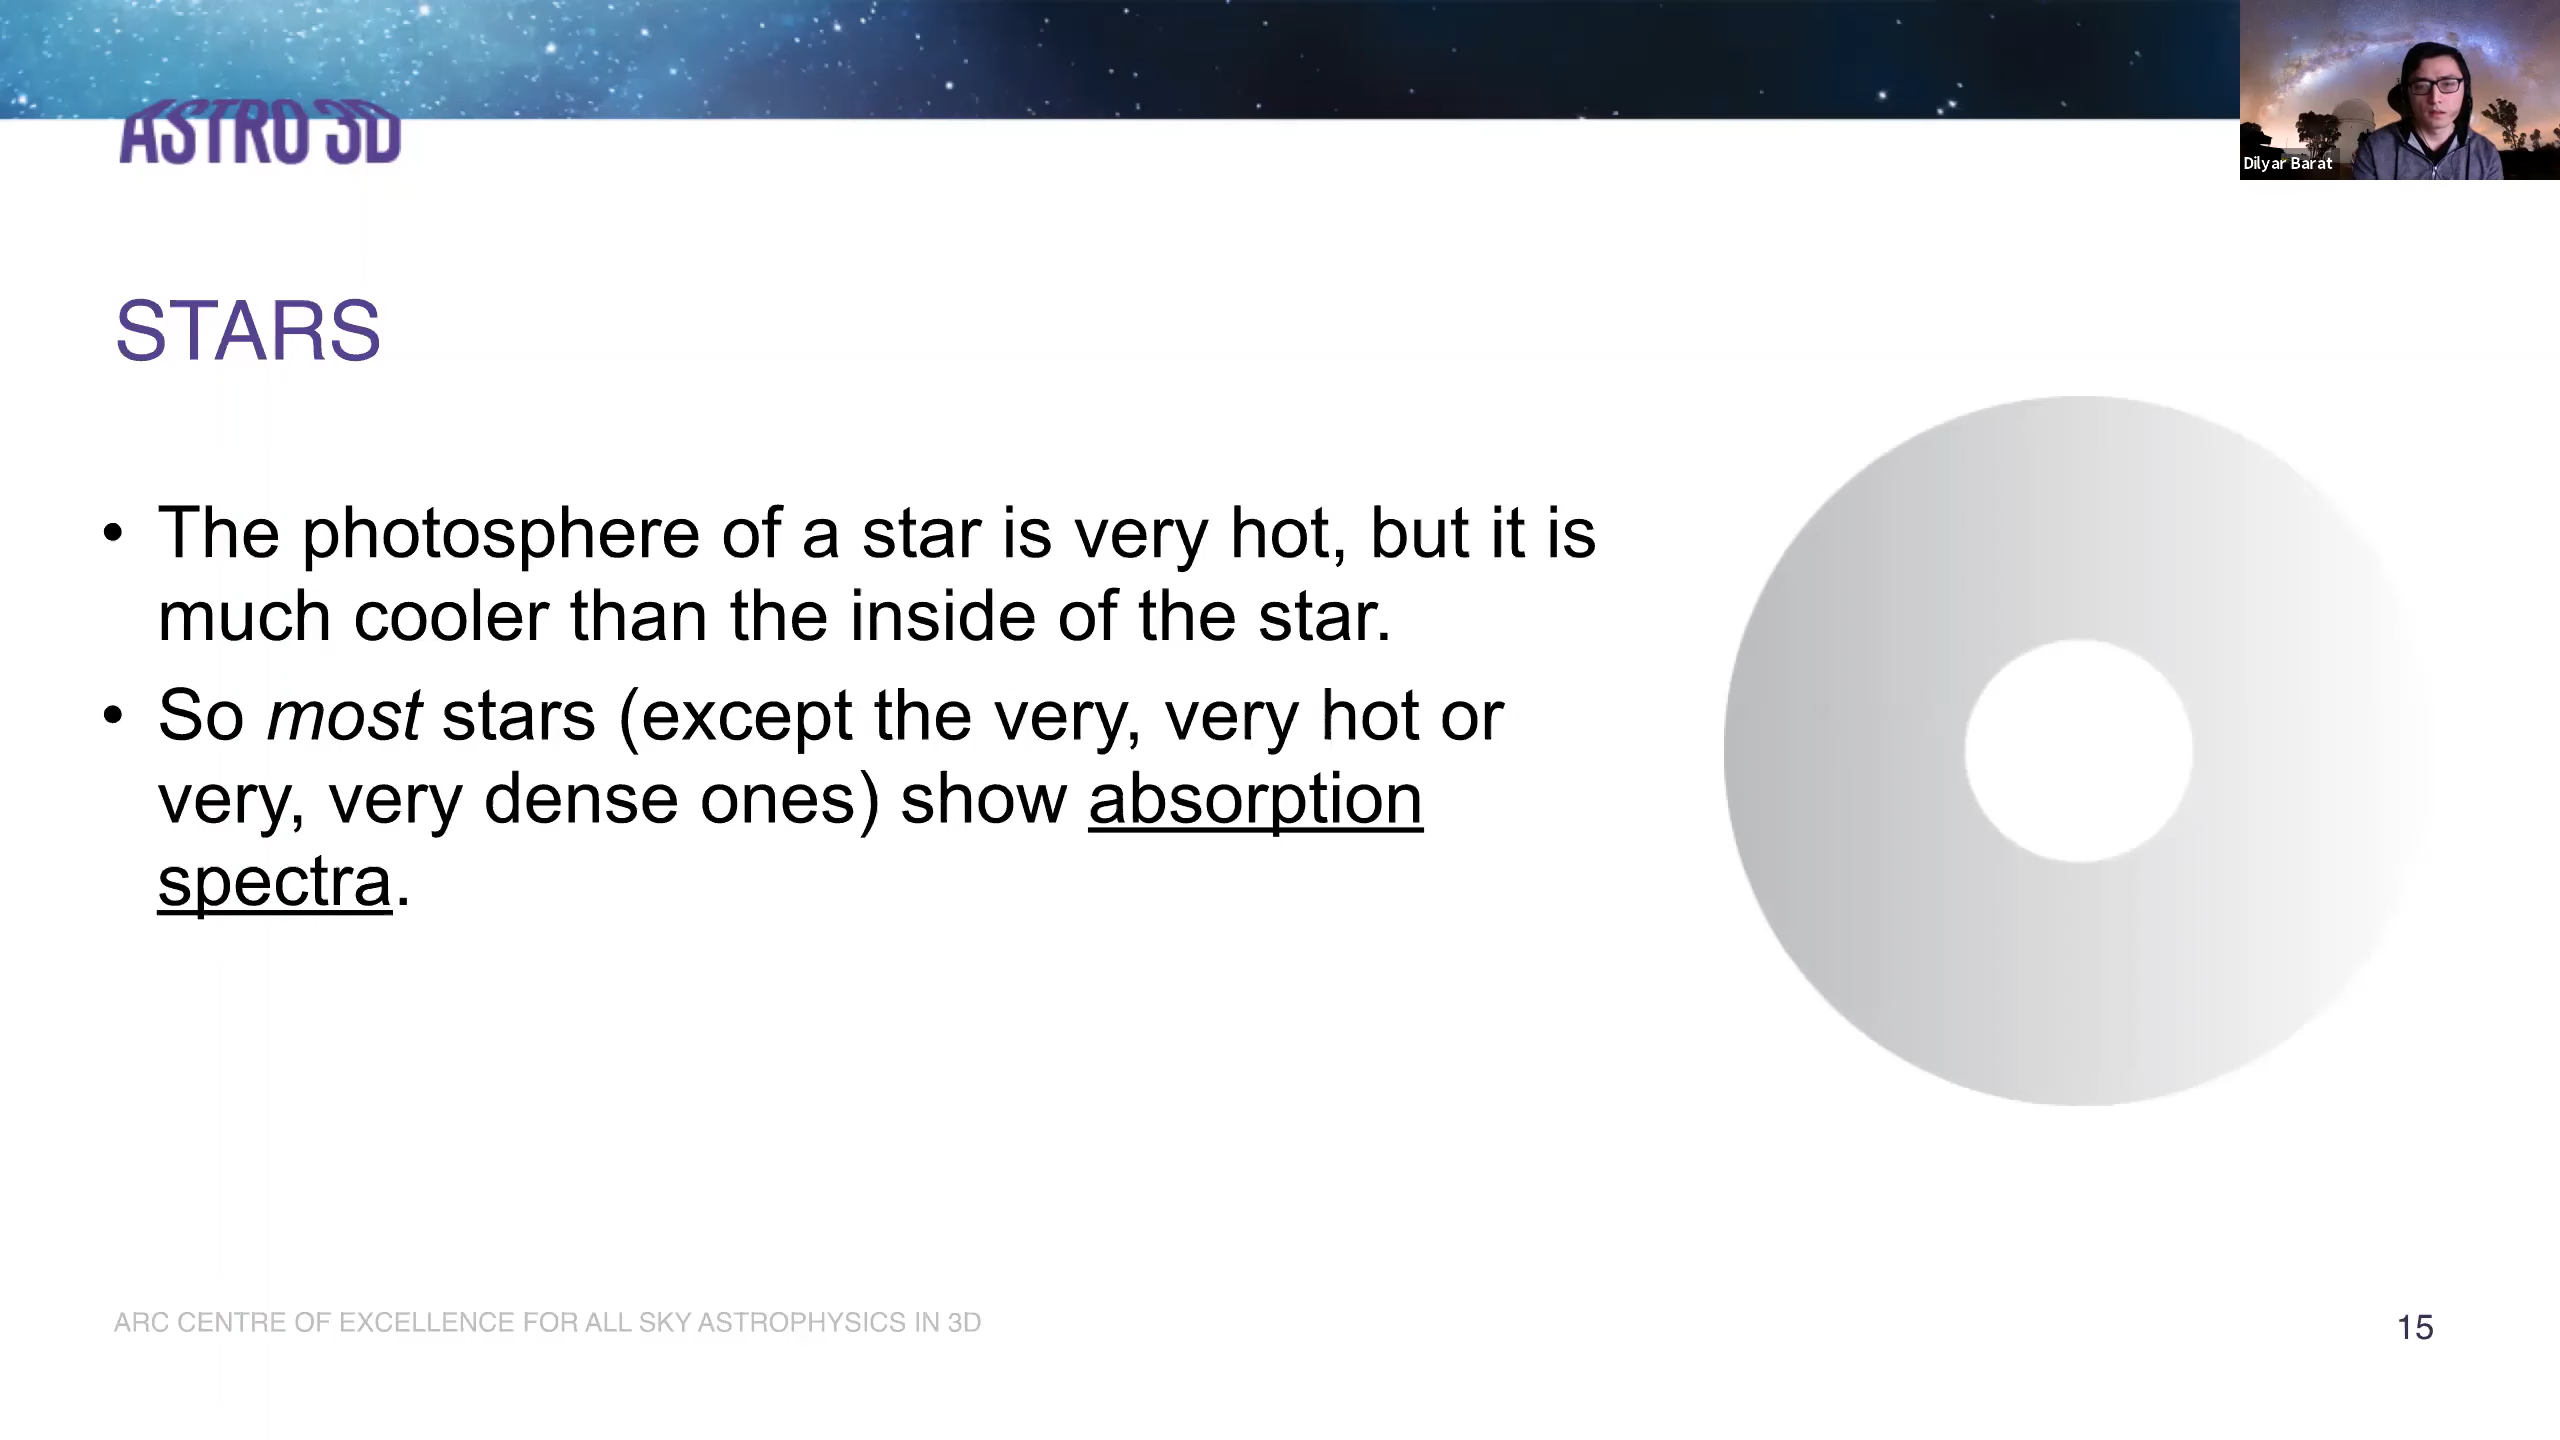 ASTRO 3D
Dilyar Barat
STARS
• The photosphere of a star is very hot, but it is
much cooler than the inside of the star.
• So most stars (except the very, very hot or
very, very dense ones) show absorption
spectra.
ARC CENTRE OF EXCELLENCE FOR ALL SKY ASTROPHYSICS IN 3D
15